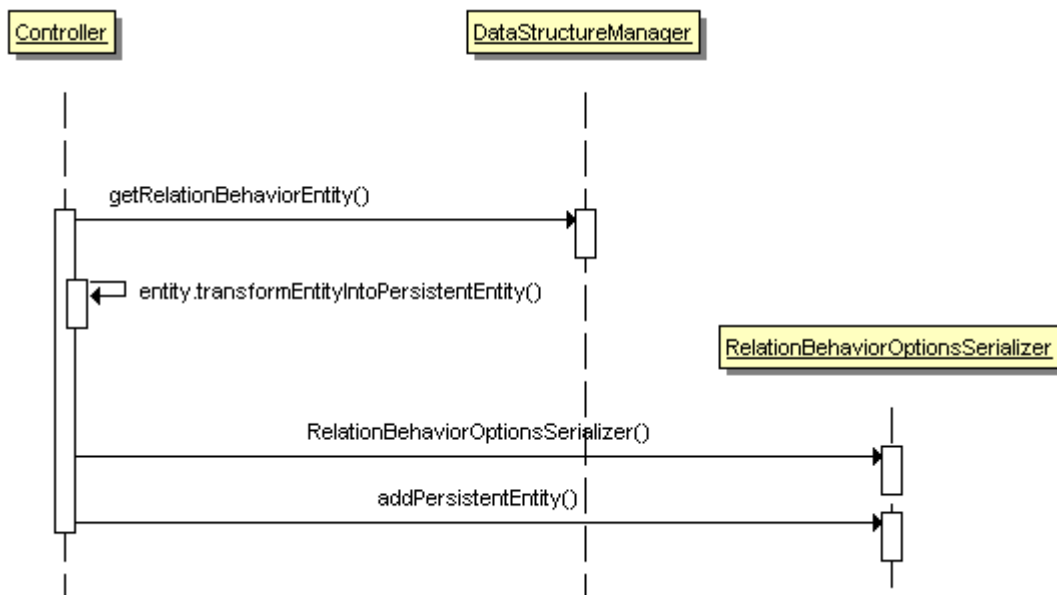 Controller
DataStructureManager
getRelationBehaviorEntity()
entity.transformEntityIntoPersistentEntity()
RelationBehaviorOptionsSerializer
RelationBehaviorOptionsSerializer()
addPersistentEntity()